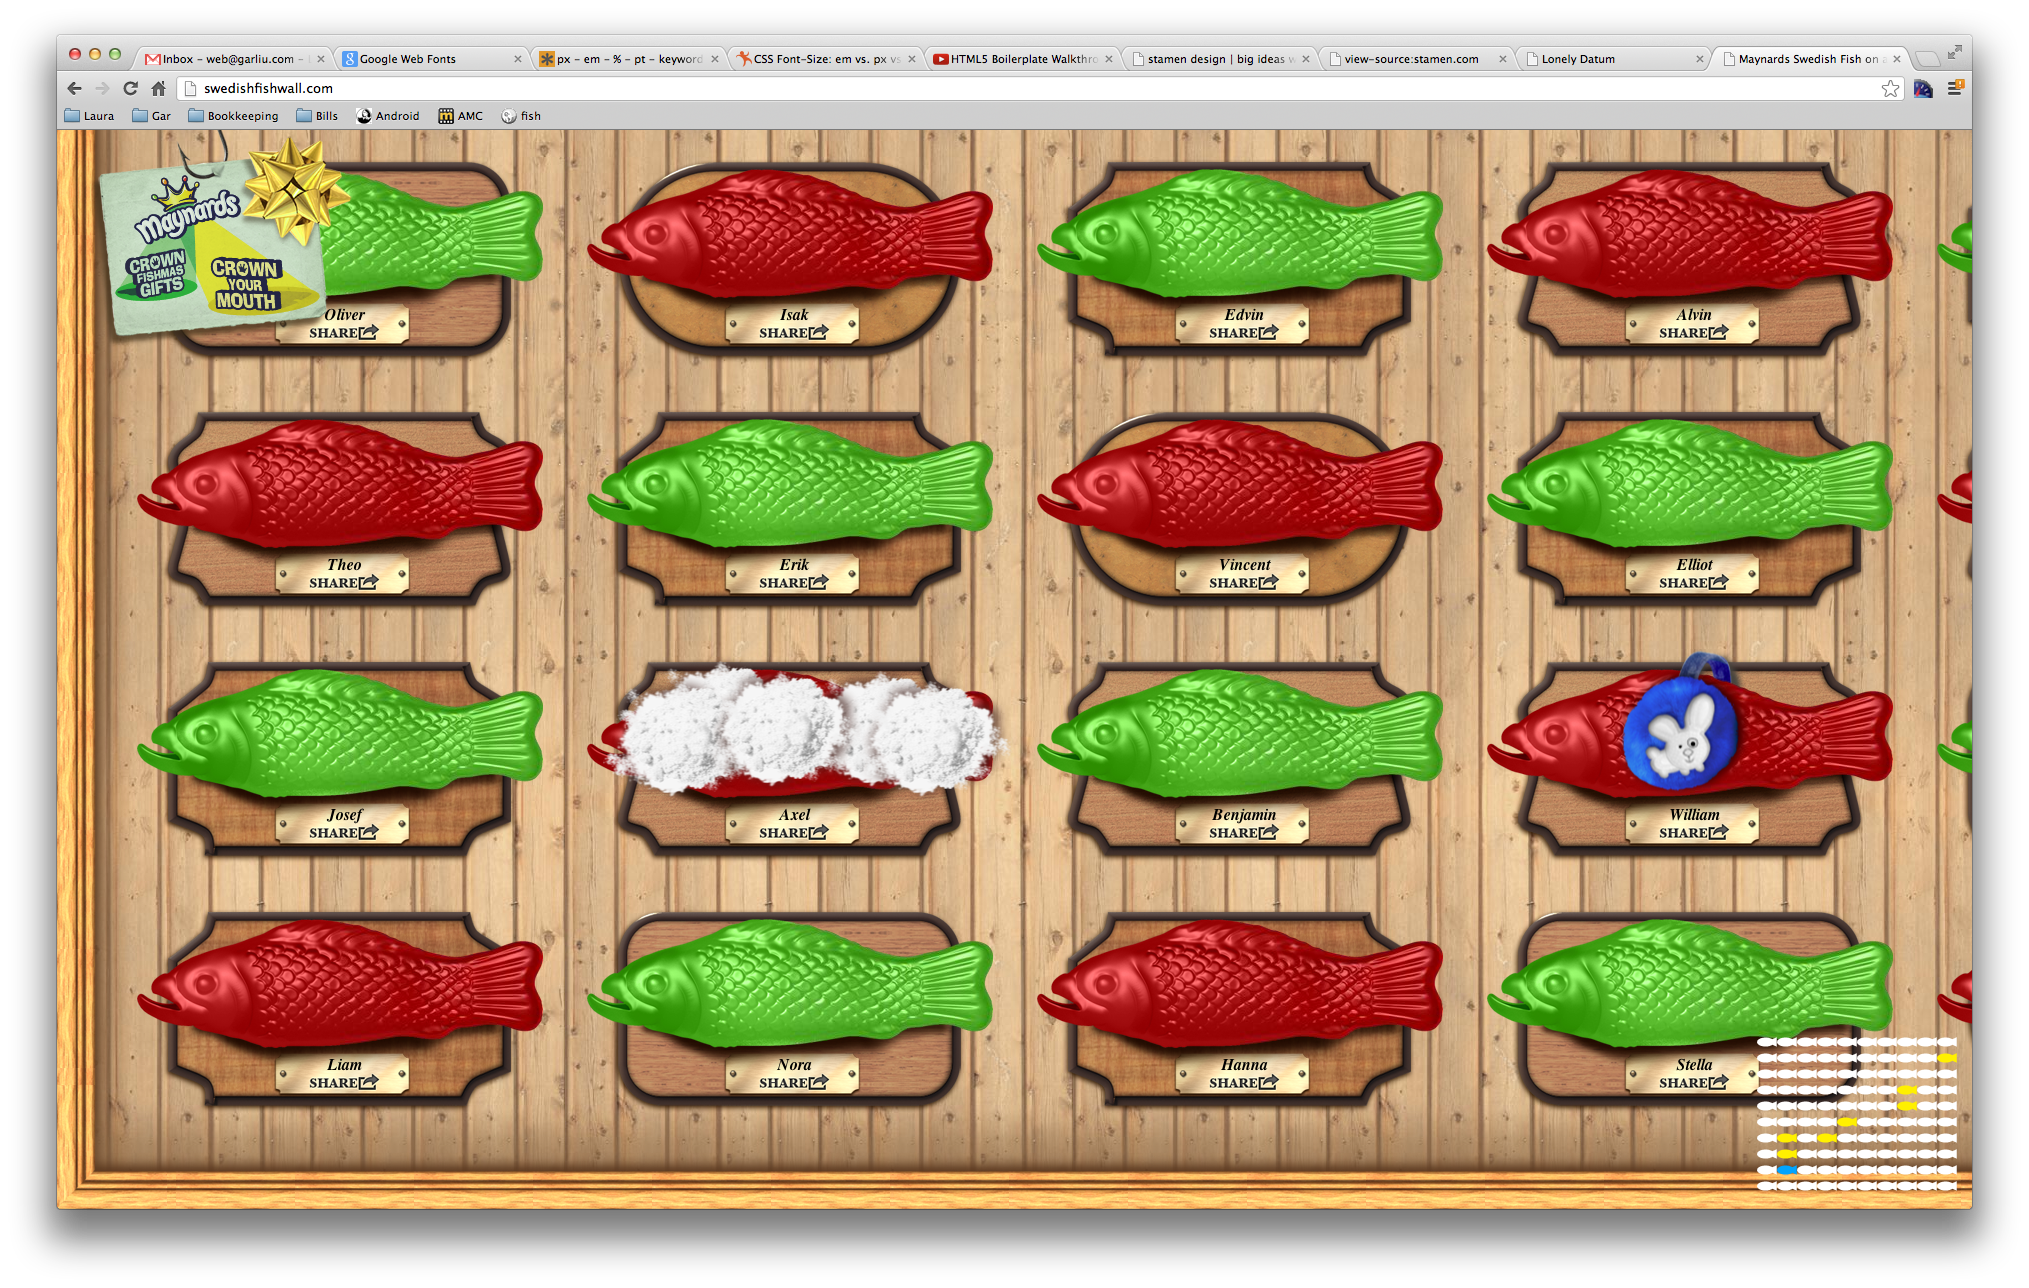 Inbox – web@garliu.com –
Google Web Fonts
px – em – % – pt – keyword
CSS Font-Size: em vs. px vs
HTML5 Boilerplate Walkthro
stamen design | big ideas w
view-source:stamen.com
Lonely Datum
Maynards Swedish Fish on a
swedishfishwall.com
Laura
Gar
Bookkeeping
Bills
Android
AMC
fish
maynards
CROWN
FISHMAS
GIFTS
CROWN
YOUR
MOUTH
Oliver
SHARE
Isak
SHARE
Edvin
SHARE
Alvin
SHARE
Theo
SHARE
Erik
SHARE
Vincent
SHARE
Elliot
SHARE
Josef
SHARE
Axel
SHARE
Benjamin
SHARE
William
SHARE
Liam
SHARE
Nora
SHARE
Hanna
SHARE
Stella
SHARE